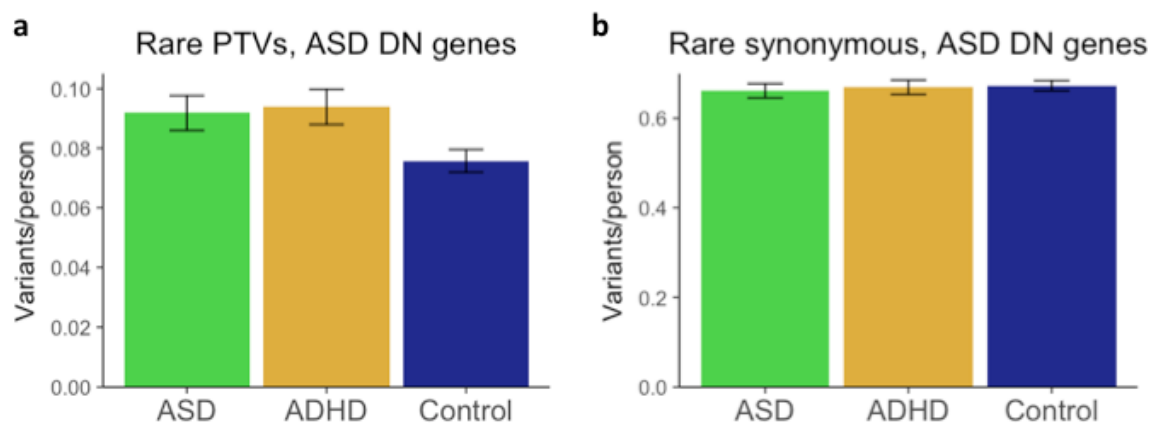 a
Rare PTVs, ASD DN genes
Variants/person
0.10
0.08
0.06
0.04
0.02
0.00
ASD ADHD Control
b
Rare synonymous, ASD DN genes
Variants/person
0.6
0.4
0.2
0.0
ASD ADHD Control